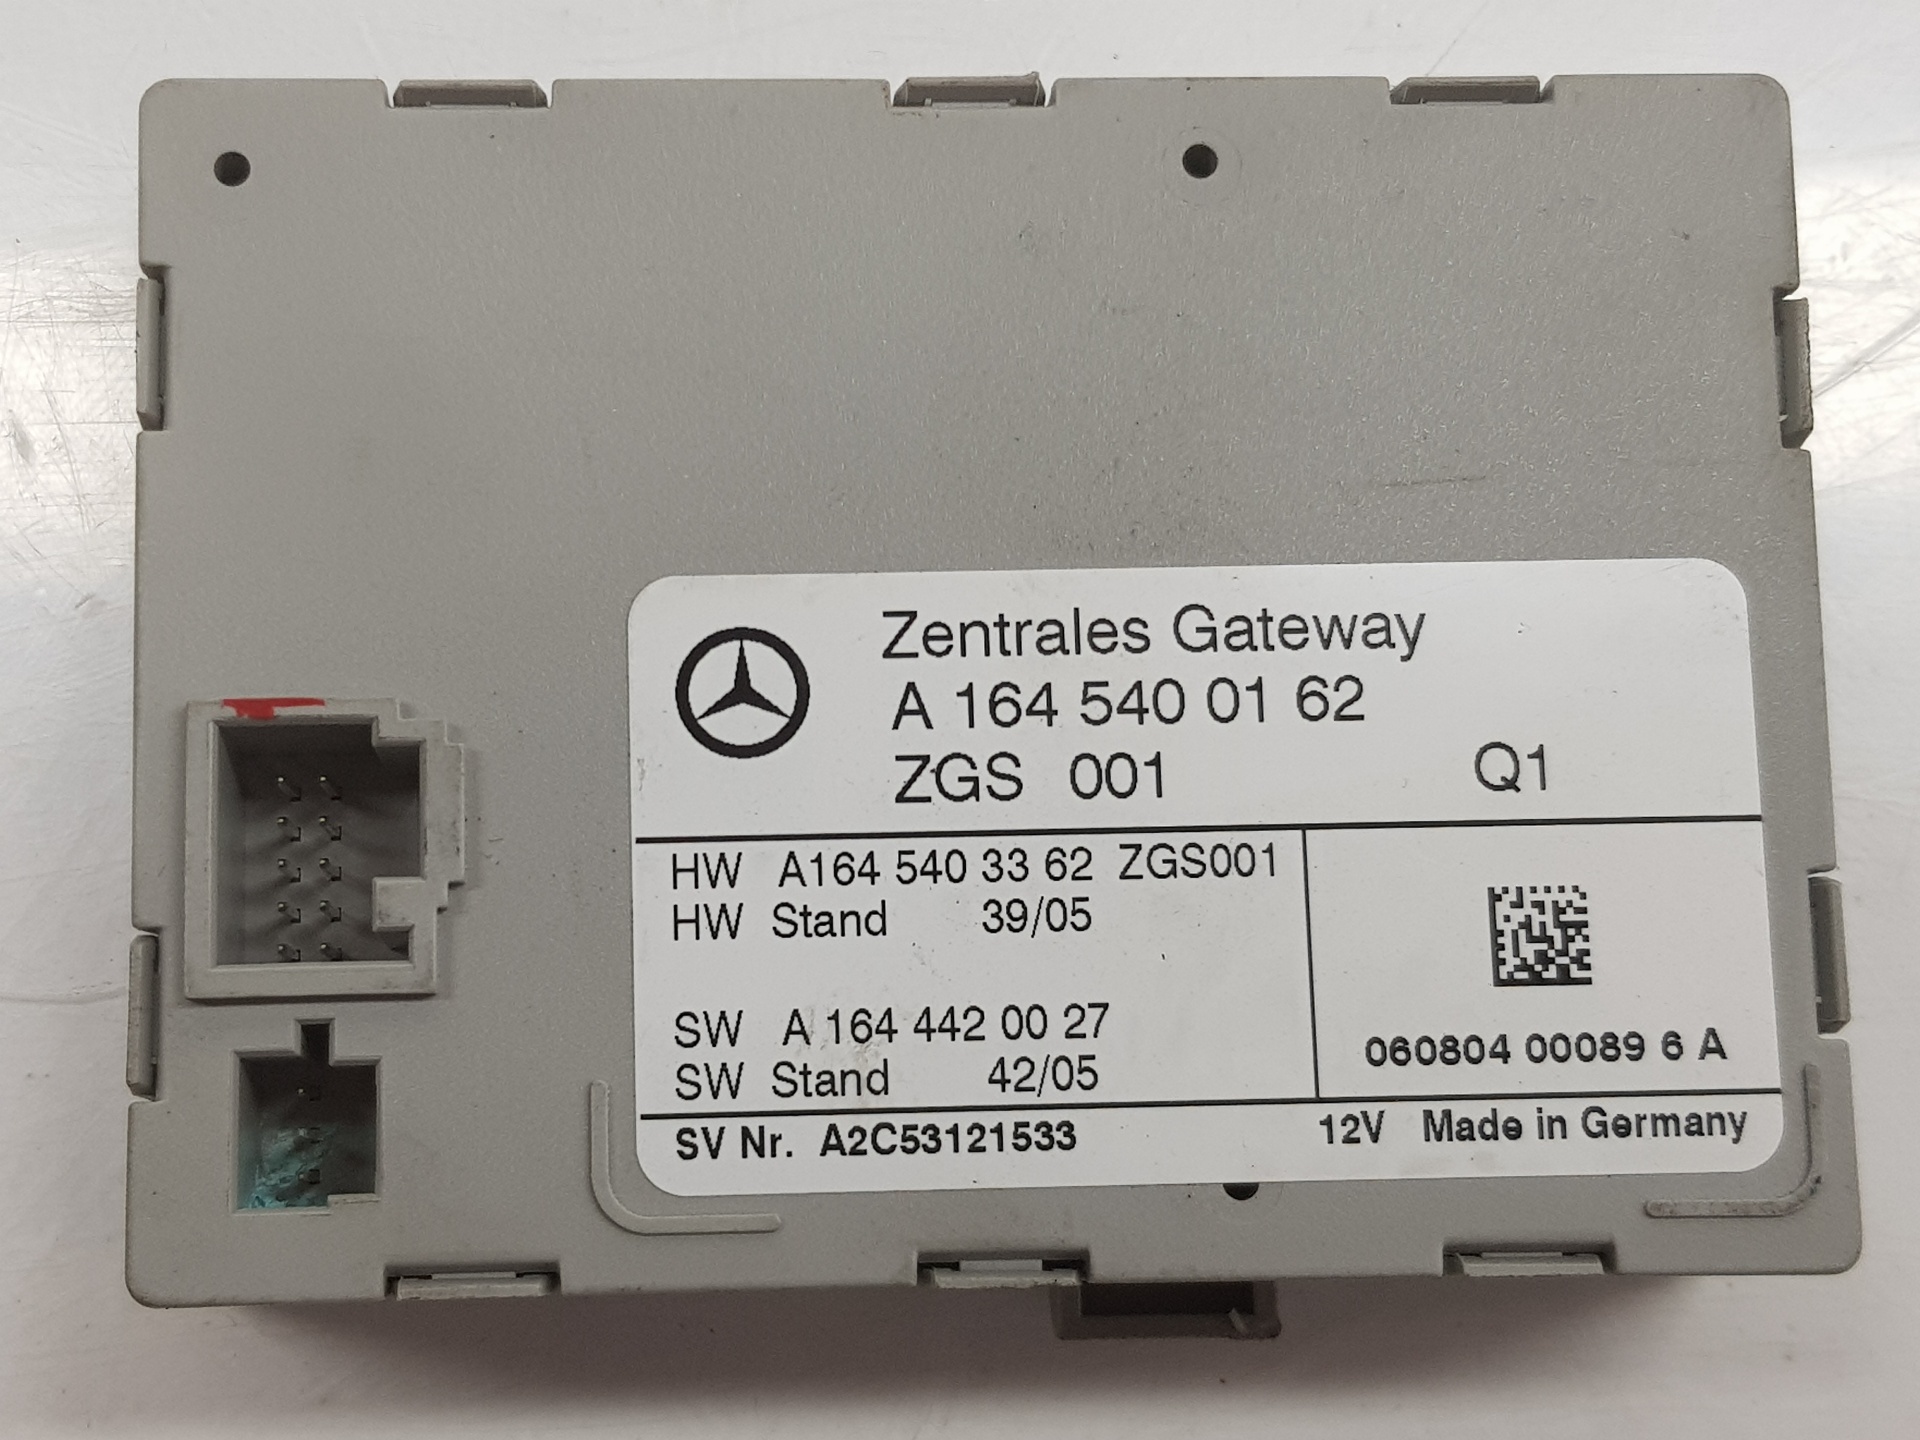 Zentrales Gateway
A 164 540 01 62
ZGS 001 Q1
HW A164 540 33 62 ZGS001
HW Stand 39/05
SW A 164 442 00 27
SW Stand 42/05
060804 00089 6 A
SV Nr. A2C53121533 12V Made in Germany